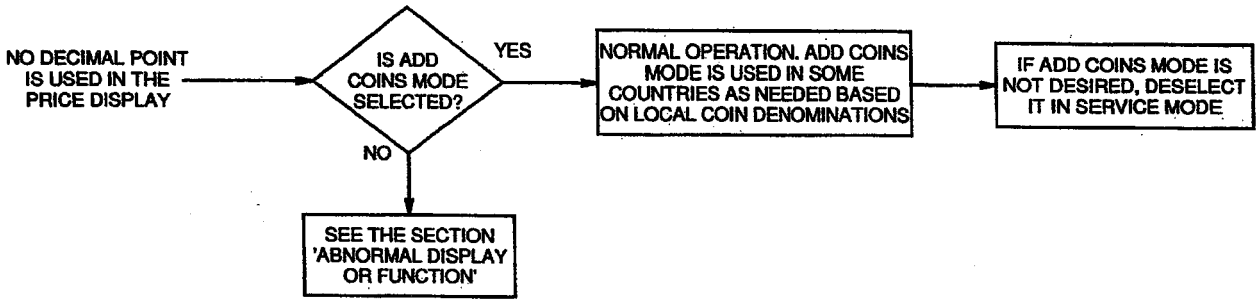 NO DECIMAL POINT
IS USED IN THE
PRICE DISPLAY
IS ADD
COINS MODE
SELECTED?
YES
NORMAL OPERATION. ADD COINS
MODE IS USED IN SOME
COUNTRIES AS NEEDED BASED
ON LOCAL COIN DENOMINATIONS
IF ADD COINS MODE IS
NOT DESIRED, DESELECT
IT IN SERVICE MODE
NO
SEE THE SECTION
'ABNORMAL DISPLAY
OR FUNCTION'